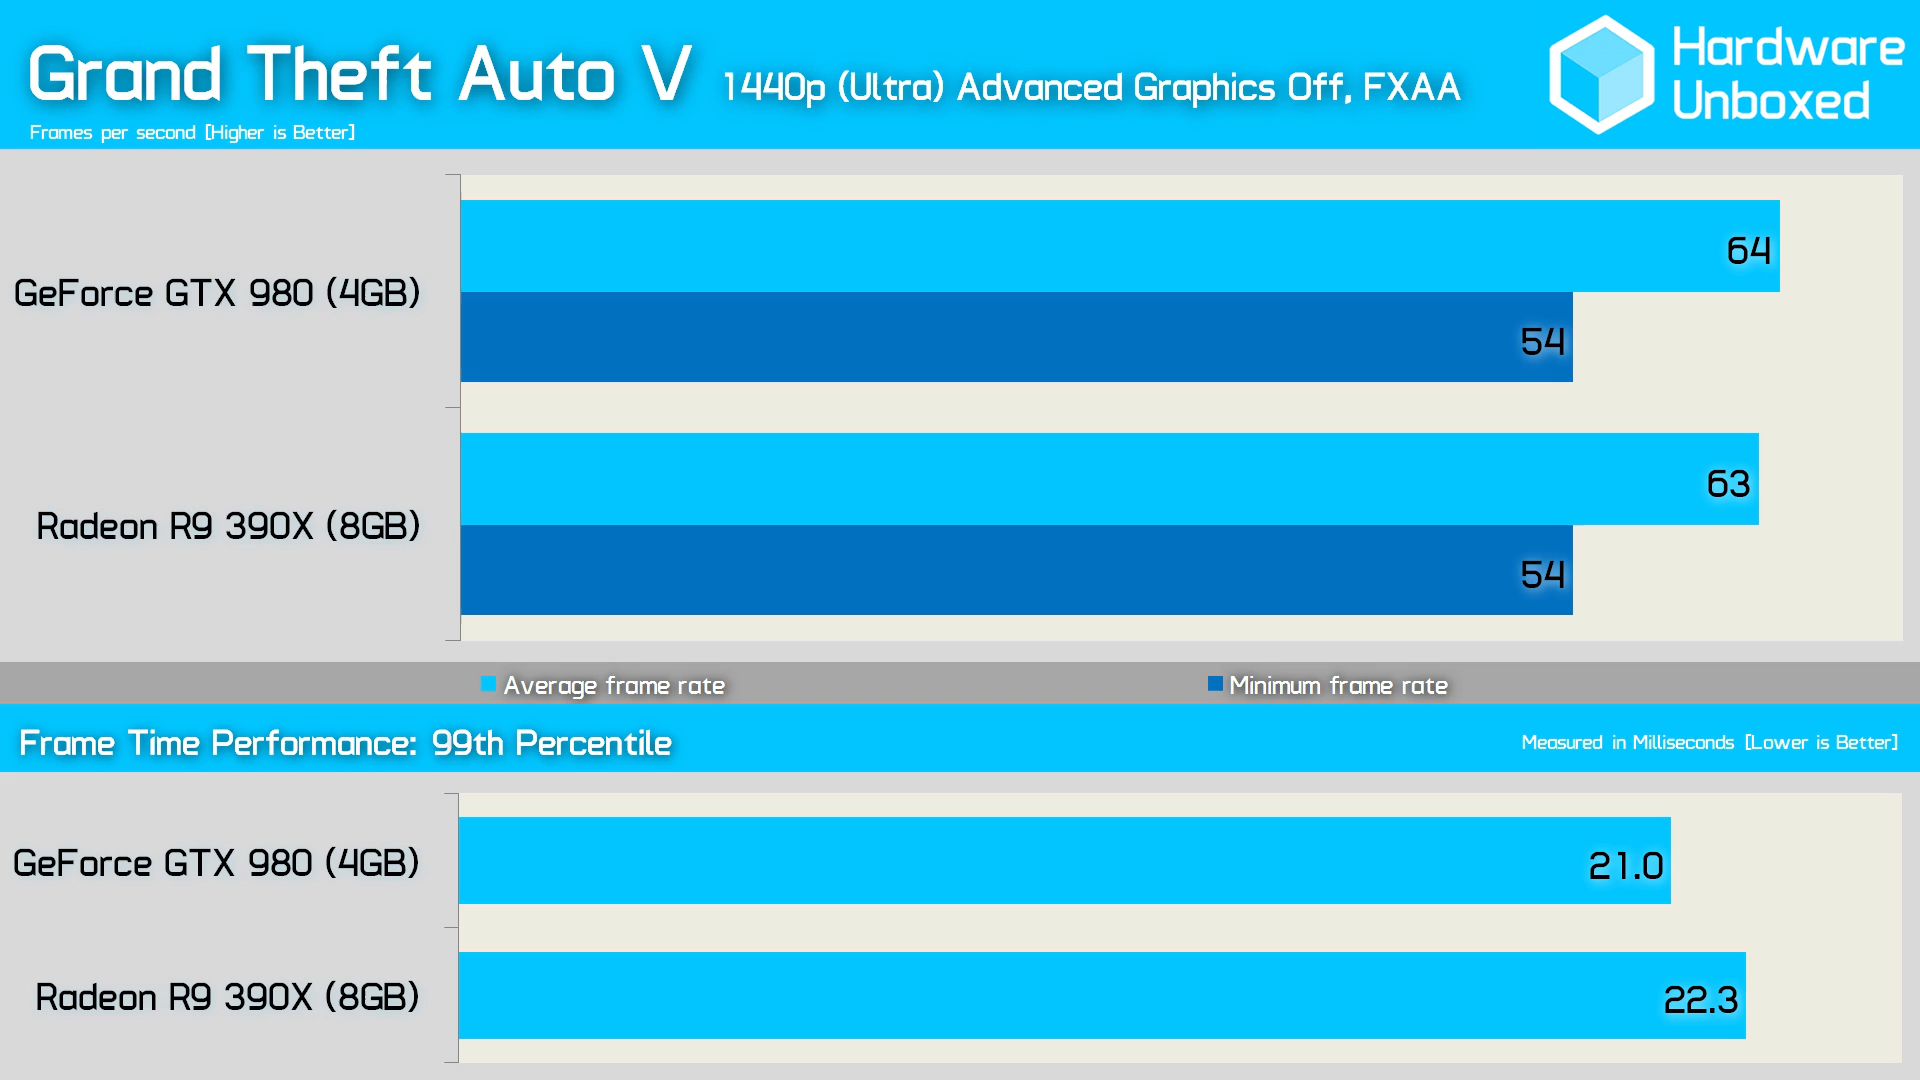 Grand Theft Auto V 1440p (Ultra) Advanced Graphics Off, FXAA
Frames per second [Higher is Better]
Hardware
Unboxed
GeForce GTX 980 (4GB)
64
54
Radeon R9 390X (8GB)
63
54
Average frame rate
Minimum frame rate
Frame Time Performance: 99th Percentile
Measured in Milliseconds [Lower is Better]
GeForce GTX 980 (4GB)
21.0
Radeon R9 390X (8GB)
22.3